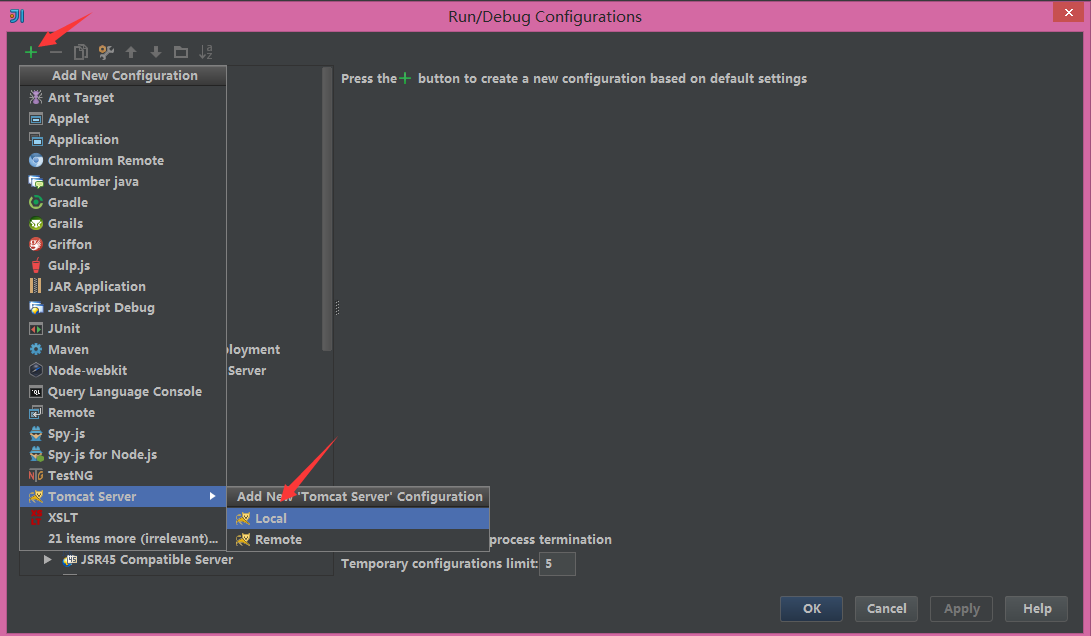 Run/Debug Configurations
Add New Configuration
Press the + button to create a new configuration based on default settings
Ant Target
Applet
Application
Chromium Remote
Cucumber java
Gradle
Grails
Griffon
Gulp.js
JAR Application
JavaScript Debug
JUnit
Maven
loyment
Node-webkit
Server
Query Language Console
Remote
Spy-js
Spy-js for Node.js
TestNG
Tomcat Server
Add New 'Tomcat Server' Configuration
XSLT
Local
21 items more (irrelevant)...
Remote
process termination
JSR45 Compatible Server
Temporary configurations limit: 5
OK
Cancel
Apply
Help